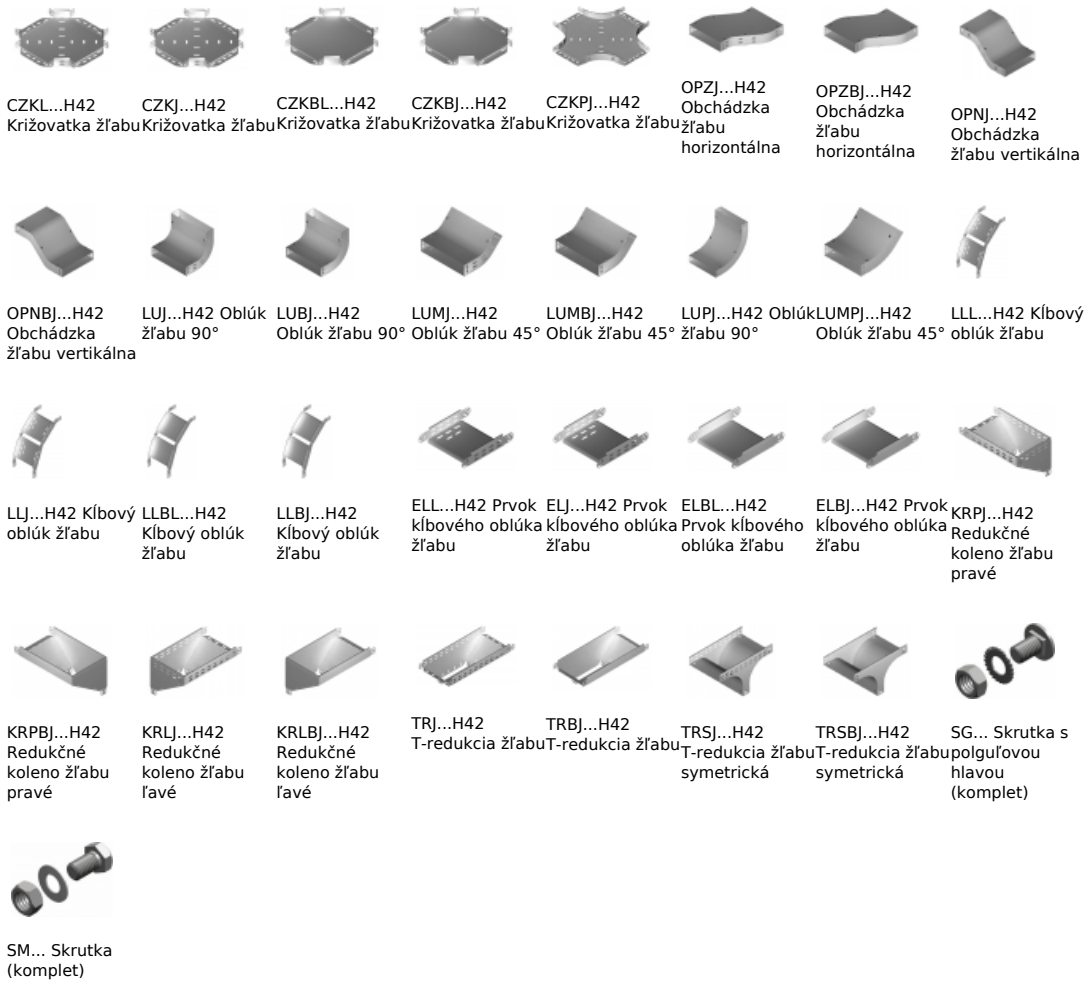 CZKL...H42
Križovatka žľabu
CZKJ...H42
Križovatka žľabu
CZKBL...H42
Križovatka žľabu
CZKBJ...H42
Križovatka žľabu
CZKPJ...H42
Križovatka žľabu
OPZJ...H42
Obchádzka
žľabu
horizontálna
OPZBJ...H42
Obchádzka
žľabu
horizontálna
OPNJ...H42
Obchádzka
žľabu vertikálna
OPNBJ...H42
Obchádzka
žľabu vertikálna
LUJ...H42 Oblúk
žľabu 90°
LUBJ...H42
Oblúk žľabu 90°
LUMJ...H42
Oblúk žľabu 45°
LUMBJ...H42
Oblúk žľabu 45°
LUPJ...H42 Oblúk
žľabu 90°
LUMPJ...H42
Oblúk žľabu 45°
LLL...H42 Kĺbový
oblúk žľabu
LLJ...H42 Kĺbový
oblúk žľabu
LLBL...H42
Kĺbový oblúk
žľabu
LLBJ...H42
Kĺbový oblúk
žľabu
ELL...H42 Prvok
kĺbového oblúka
žľabu
ELJ...H42 Prvok
kĺbového oblúka
žľabu
ELBL...H42
Prvok kĺbového
oblúka žľabu
ELBJ...H42 Prvok
kĺbového oblúka
žľabu
KRPJ...H42
Redukčné
koleno žľabu
pravé
KRPBJ...H42
Redukčné
koleno žľabu
pravé
KRLJ...H42
Redukčné
koleno žľabu
ľavé
KRLBJ...H42
Redukčné
koleno žľabu
ľavé
TRJ...H42
T-redukcia žľabu
TRBJ...H42
T-redukcia žľabu
TRSJ...H42
T-redukcia žľabu
symetrická
TRSBJ...H42
T-redukcia žľabu
symetrická
SG... Skrutka s
polguľovou
hlavou
(komplet)
SM... Skrutka
(komplet)